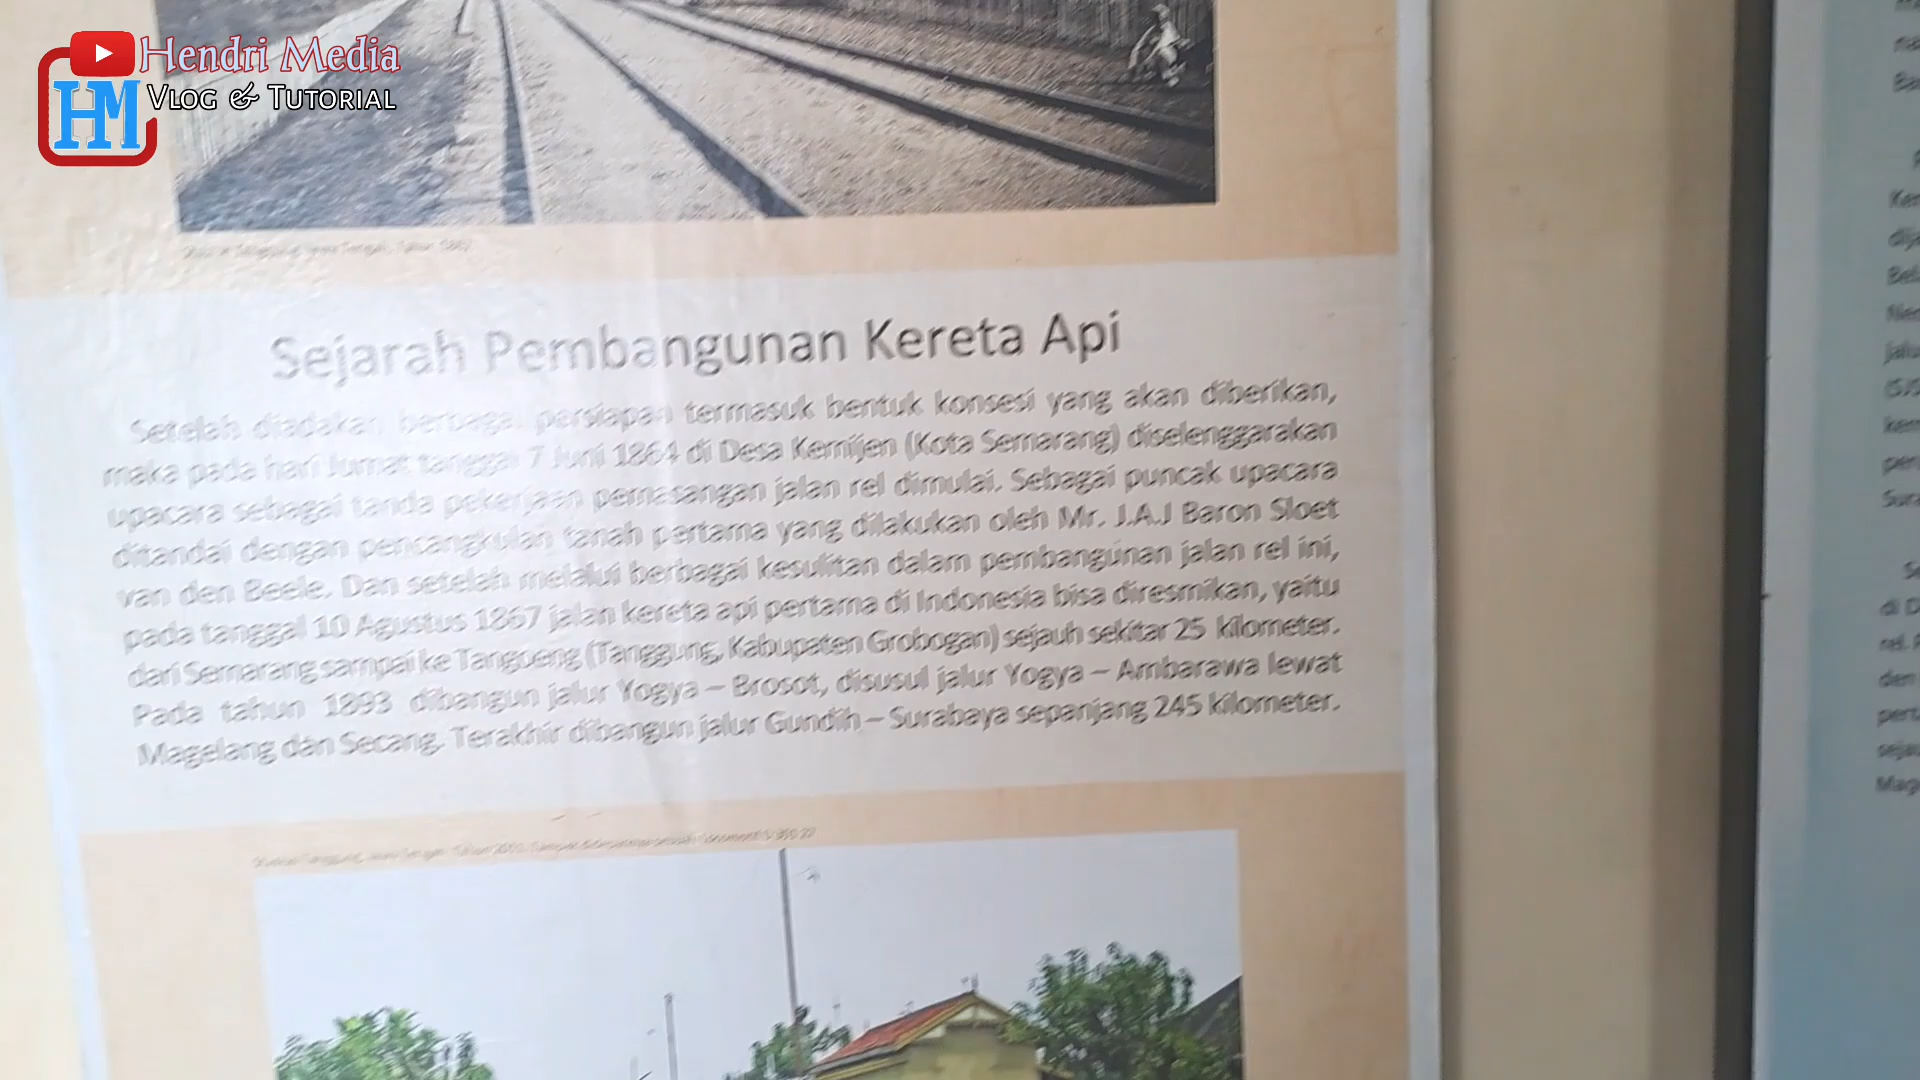 Hendri Media
HM
Vlog & Tutorial
Sejarah Pembangunan Kereta Api
Setelah diadakan berbagai persiapan termasuk bentuk konsesi yang akan diberikan,
maka pada hari Jumat tanggal 7 Juni 1864 di Desa Kemijen (Kota Semarang) diselenggarakan
upacara sebagai tanda pekerjaan pemasangan jalan rel dimulai. Sebagai puncak upacara
ditandai dengan pencangkulan tanah pertama yang dilakukan oleh Mr. J.A.J Baron Sloet
van den Beele. Dan setelah melalui berbagai kesulitan dalam pembangunan jalan rel ini,
pada tanggal 10 Agustus 1867 jalan kereta api pertama di Indonesia bisa diresmikan, yaitu
dari Semarang sampai ke Tangoeng (Tanggung, Kabupaten Grobogan) sejauh sekitar 25 kilometer.
Pada tahun 1893 dibangun jalur Yogya – Brosot, disusul jalur Yogya – Ambarawa lewat
Magelang dan Secang. Terakhir dibangun jalur Gundih – Surabaya sepanjang 245 kilometer.